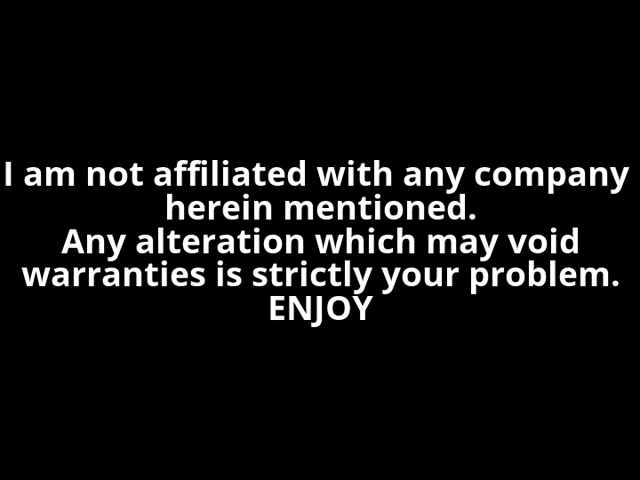 I am not affiliated with any company
herein mentioned.
Any alteration which may void
warranties is strictly your problem.
ENJOY